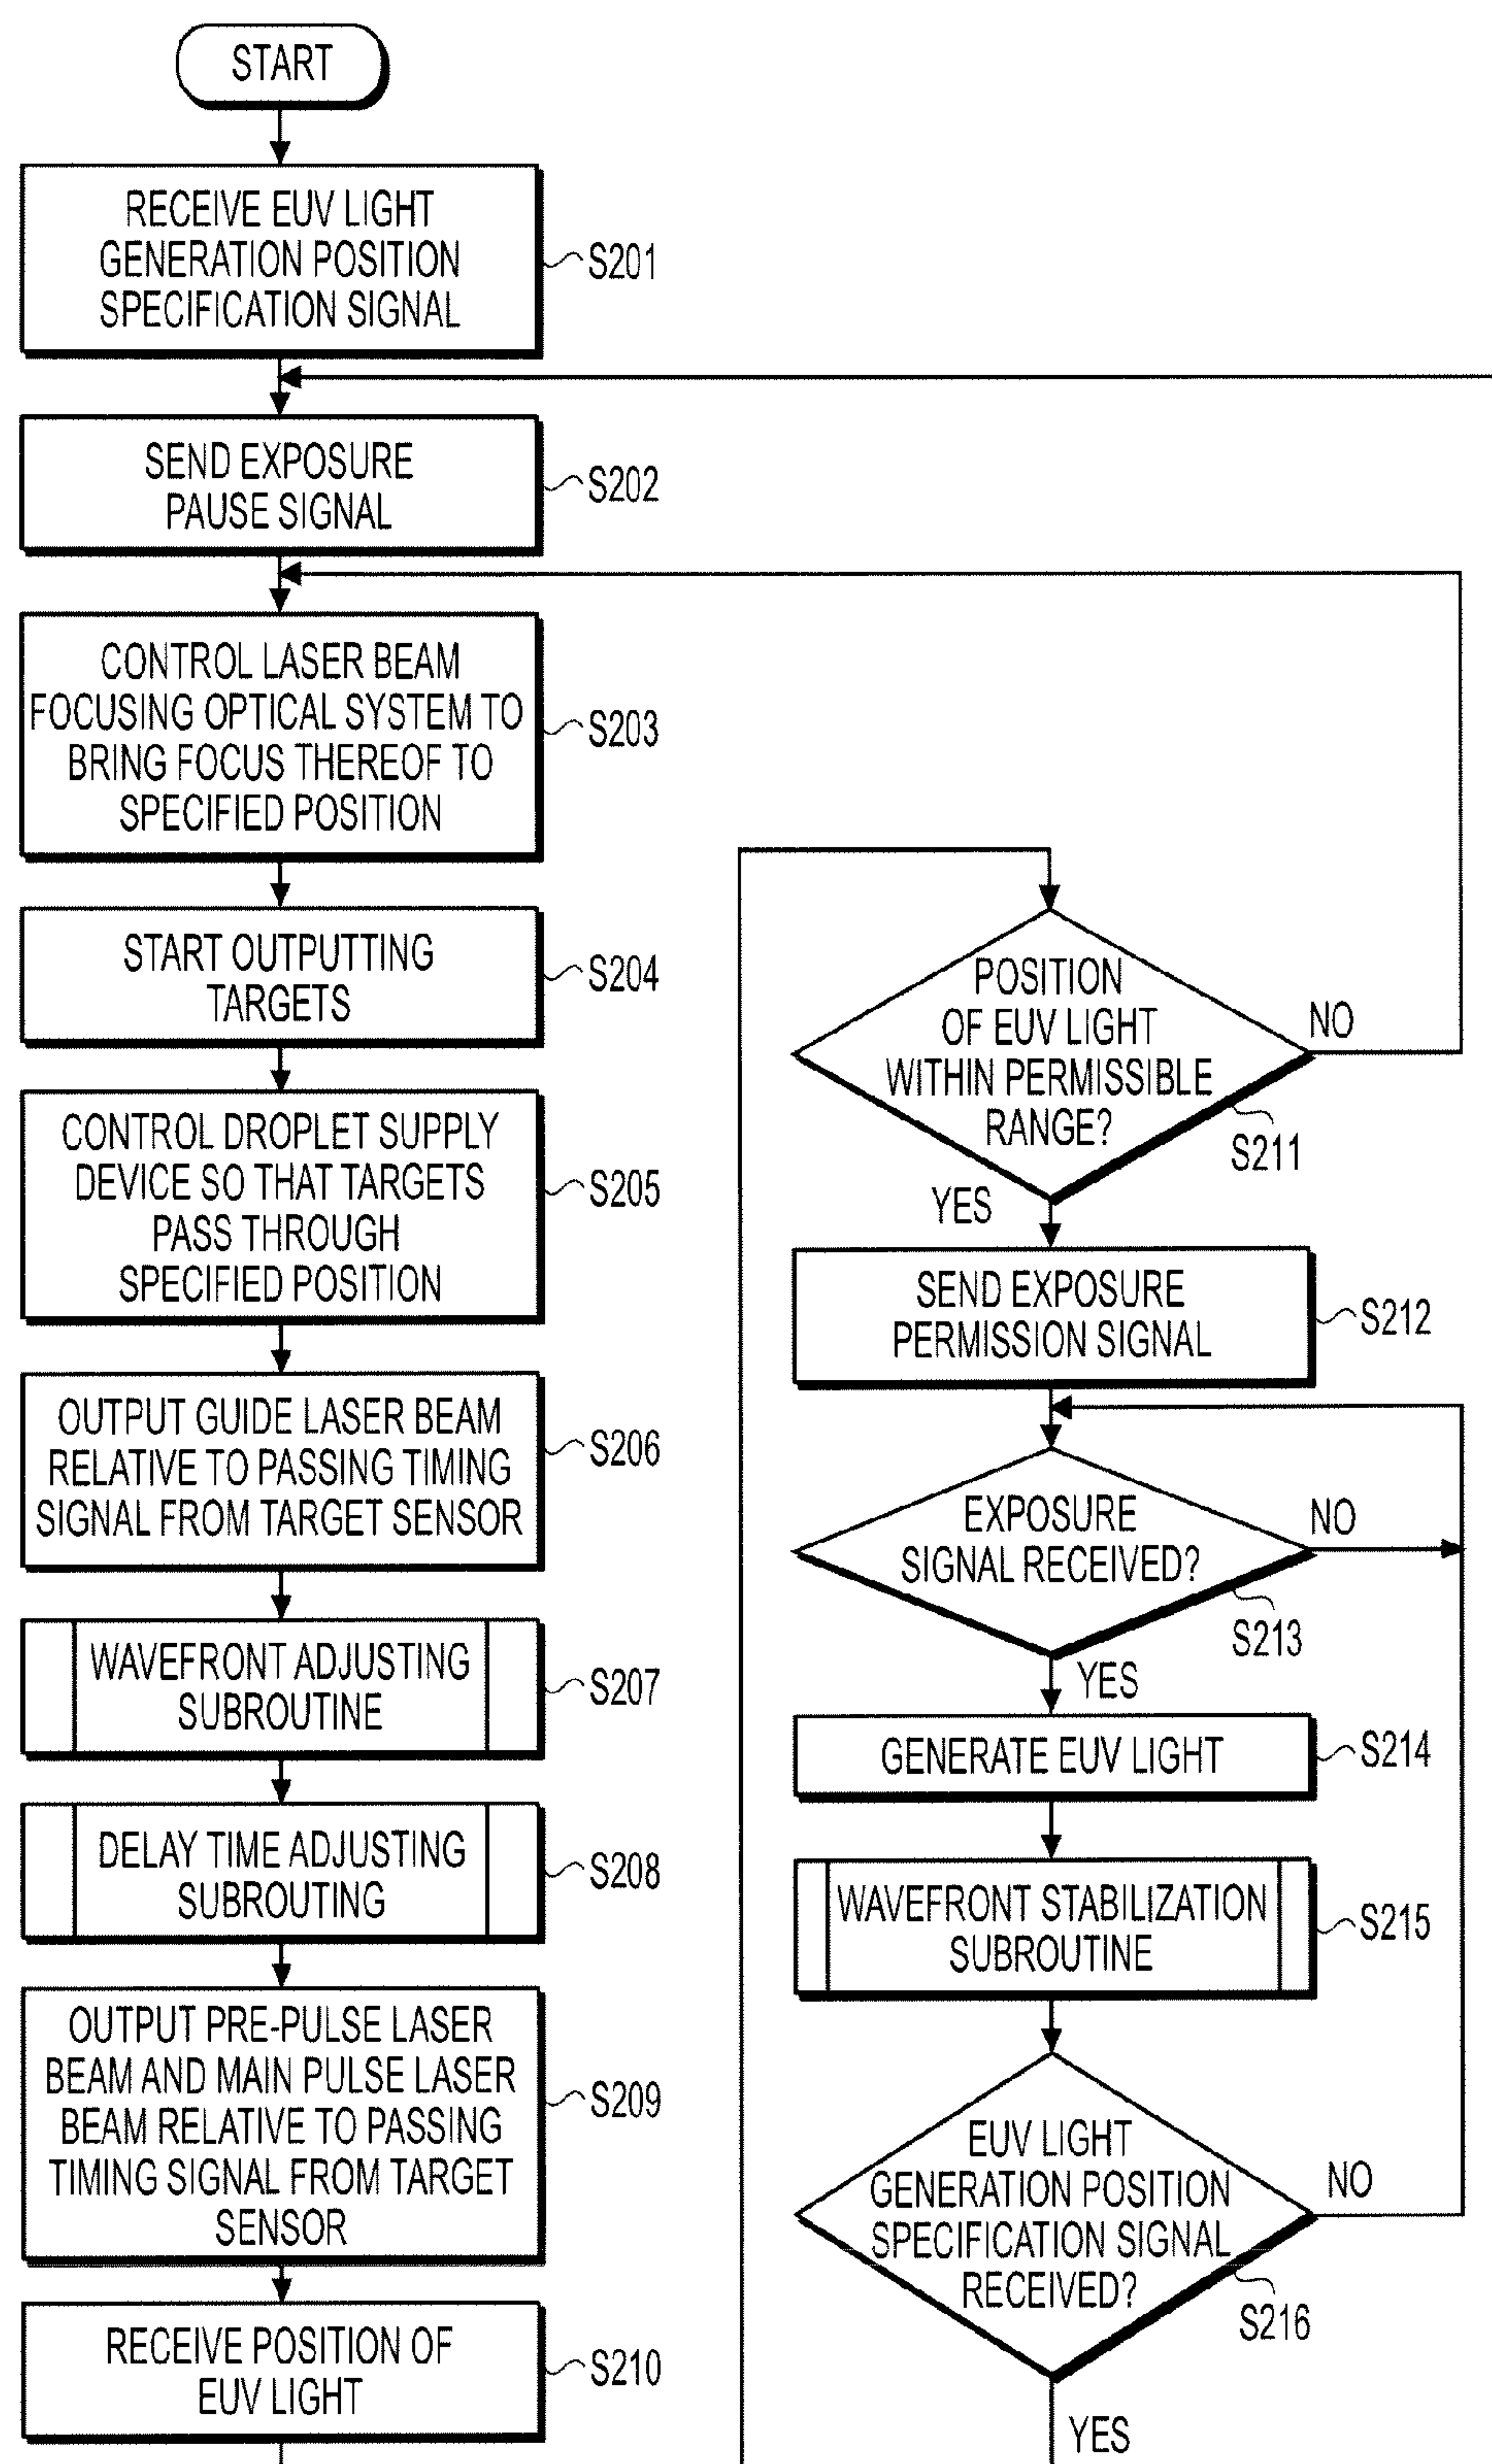 START
RECEIVE EUV LIGHT
GENERATION POSITION
SPECIFICATION SIGNAL
S201
SEND EXPOSURE
PAUSE SIGNAL
S202
CONTROL LASER BEAM
FOCUSING OPTICAL SYSTEM TO
BRING FOCUS THEREOF TO
SPECIFIED POSITION
S203
START OUTPUTTING
TARGETS
S204
CONTROL DROPLET SUPPLY
DEVICE SO THAT TARGETS
PASS THROUGH
SPECIFIED POSITION
S205
OUTPUT GUIDE LASER BEAM
RELATIVE TO PASSING TIMING
SIGNAL FROM TARGET SENSOR
S206
WAVEFRONT ADJUSTING
SUBROUTINE
S207
DELAY TIME ADJUSTING
SUBROUTING
S208
OUTPUT PRE-PULSE LASER
BEAM AND MAIN PULSE LASER
BEAM RELATIVE TO PASSING
TIMING SIGNAL FROM TARGET
SENSOR
S209
RECEIVE POSITION OF
EUV LIGHT
S210
POSITION
OF EUV LIGHT
WITHIN PERMISSIBLE
RANGE?
NO
S211
YES
SEND EXPOSURE
PERMISSION SIGNAL
S212
EXPOSURE
SIGNAL RECEIVED?
NO
S213
YES
GENERATE EUV LIGHT
S214
WAVEFRONT STABILIZATION
SUBROUTINE
S215
EUV LIGHT
GENERATION POSITION
SPECIFICATION SIGNAL
RECEIVED?
NO
S216
YES